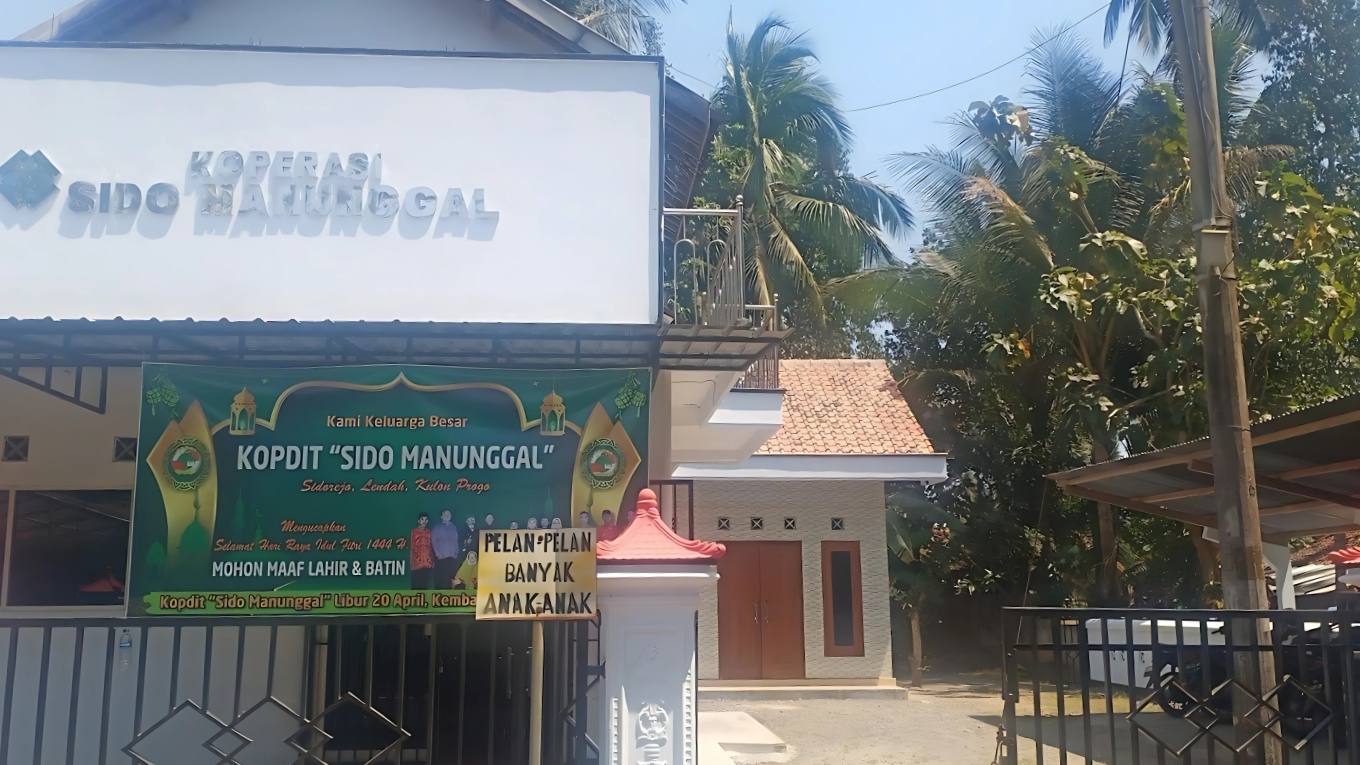 KOPERASI
SIDO MANUNGGAL
Kami Keluarga Besar
KOPDIT "SIDO MANUNGGAL"
Sidorejo, Lendah, Kulon Progo
Mengucapkan
Selamat Hari Raya Idul Fitri 1444 H.
MOHON MAAF LAHIR & BATIN
Kopdit "Sido Manunggal" Libur 20 April,
PELAN-PELAN
BANYAK
ANAK-ANAK